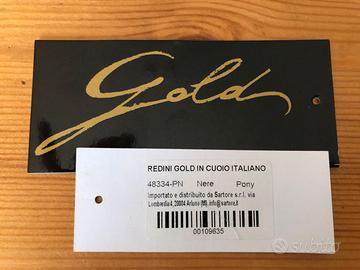 Gold
REDINI GOLD IN CUOIO ITALIANO
48334-PN Nere Pony
Importato e distribuito da Sartore s.r.l. via
Lombardia 4, 20004 Arluno (MI), info@sartore.it
00109635
subito